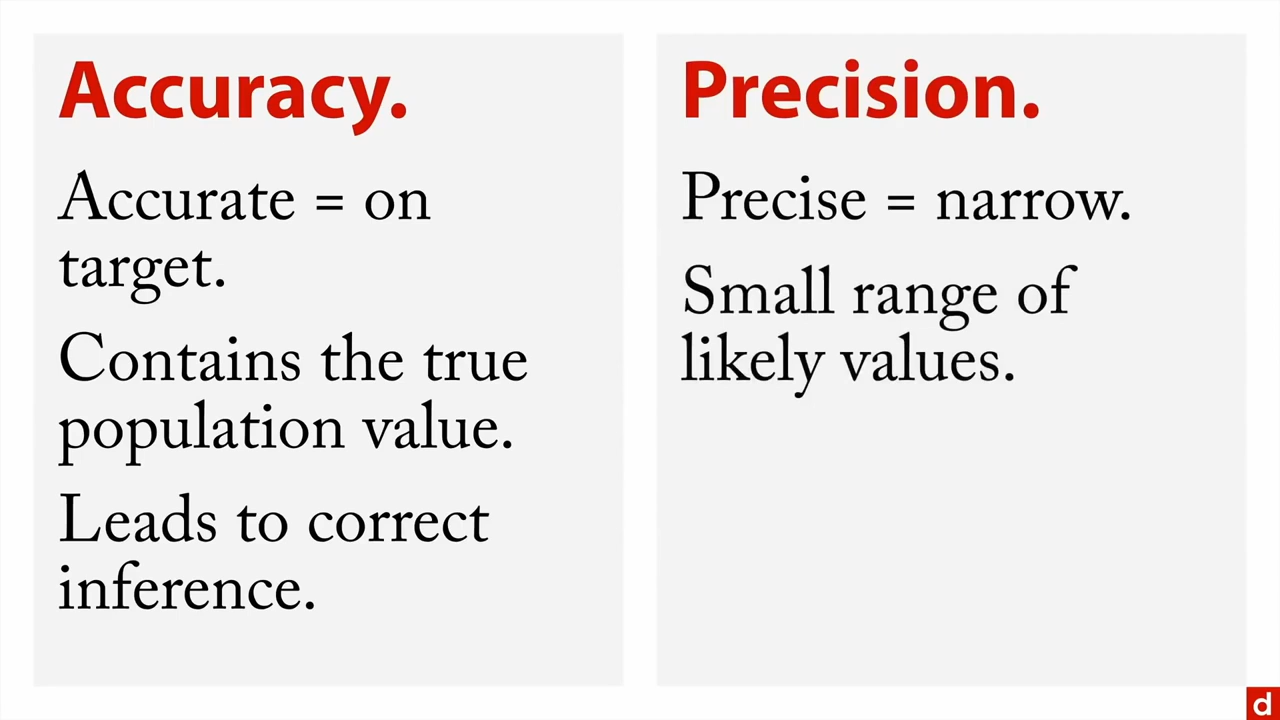 Accuracy.
Accurate = on
target.
Contains the true
population value.
Leads to correct
inference.
Precision.
Precise = narrow.
Small range of
likely values.
d